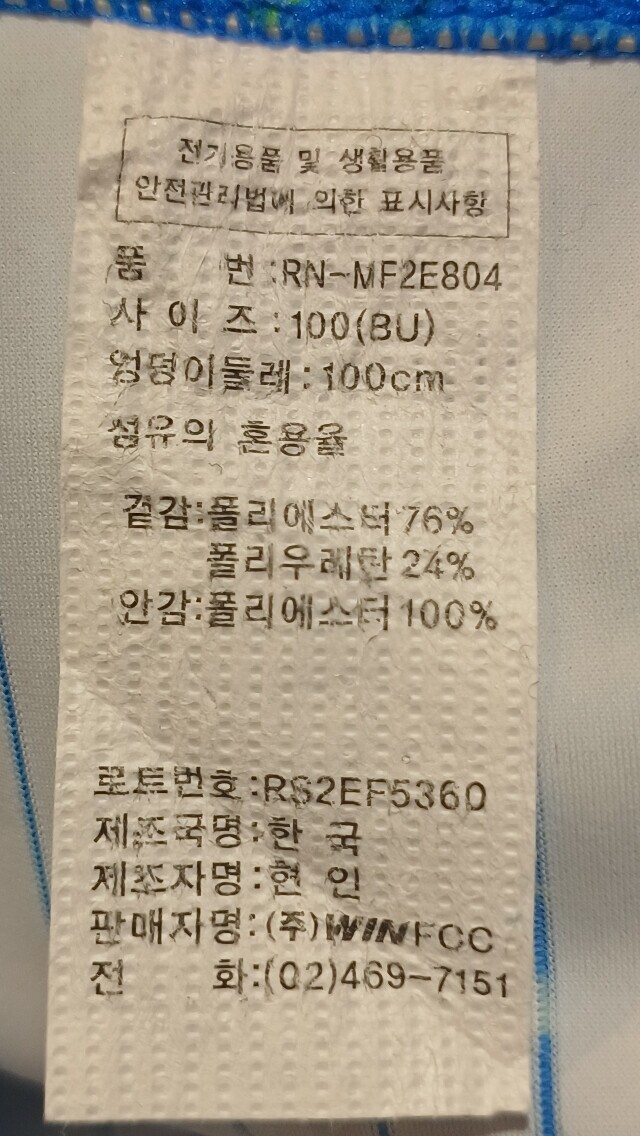 전기용품 및 생활용품
안전관리법에 의한 표시사항
품 번:RN-MF2E804
사 이 즈:100(BU)
엉덩이둘레:100cm
섬유의 혼용율
겉감:폴리에스터 76%
폴리우레탄 24%
안감:폴리에스터 100%
로트번호:RS2EF5360
제조국명:한 국
제조자명:현 인
판매자명:(주)WINFCC
전 화:(02)469-7151